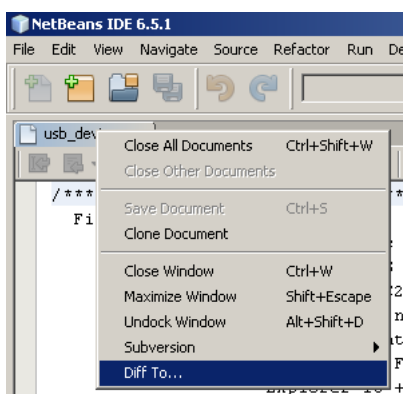 NetBeans IDE 6.5.1
File Edit View Navigate Source Refactor Run
usb_dev
Close All Documents Ctrl+Shift+W
Close Other Documents
/***
Save Document Ctrl+S
Fi
Clone Document
Close Window Ctrl+W
Maximize Window Shift+Escape
Undock Window Alt+Shift+D
Subversion
Diff To...